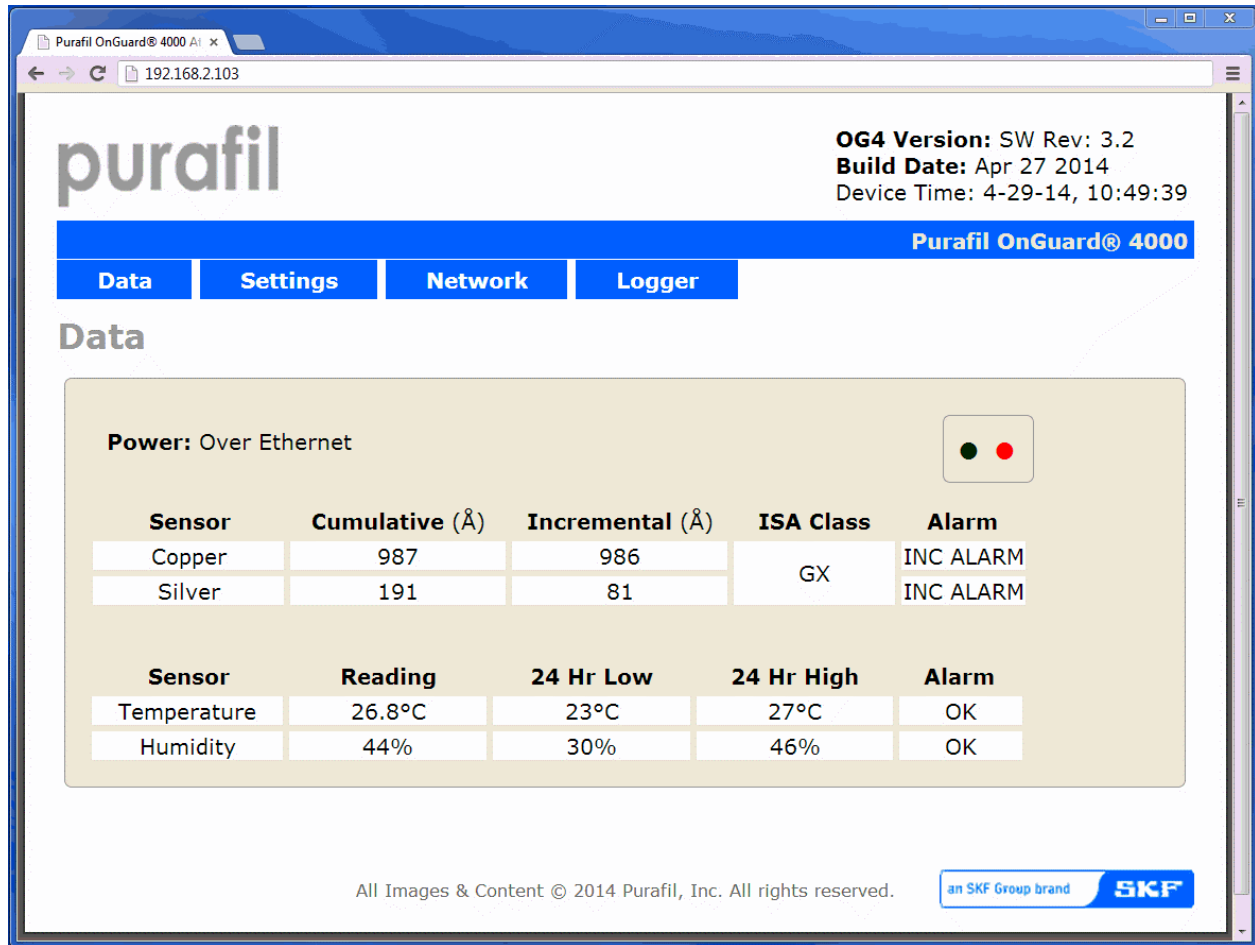 Purafil OnGuard® 4000 At
192.168.2.103
purafil
OG4 Version: SW Rev: 3.2
Build Date: Apr 27 2014
Device Time: 4-29-14, 10:49:39
Purafil OnGuard® 4000
Data Settings Network Logger
Data
Power: Over Ethernet
Sensor Cumulative (Å) Incremental (Å) ISA Class Alarm
Copper 987 986 GX INC ALARM
Silver 191 81 INC ALARM
Sensor Reading 24 Hr Low 24 Hr High Alarm
Temperature 26.8°C 23°C 27°C OK
Humidity 44% 30% 46% OK
All Images & Content © 2014 Purafil, Inc. All rights reserved.
an SKF Group brand SKF